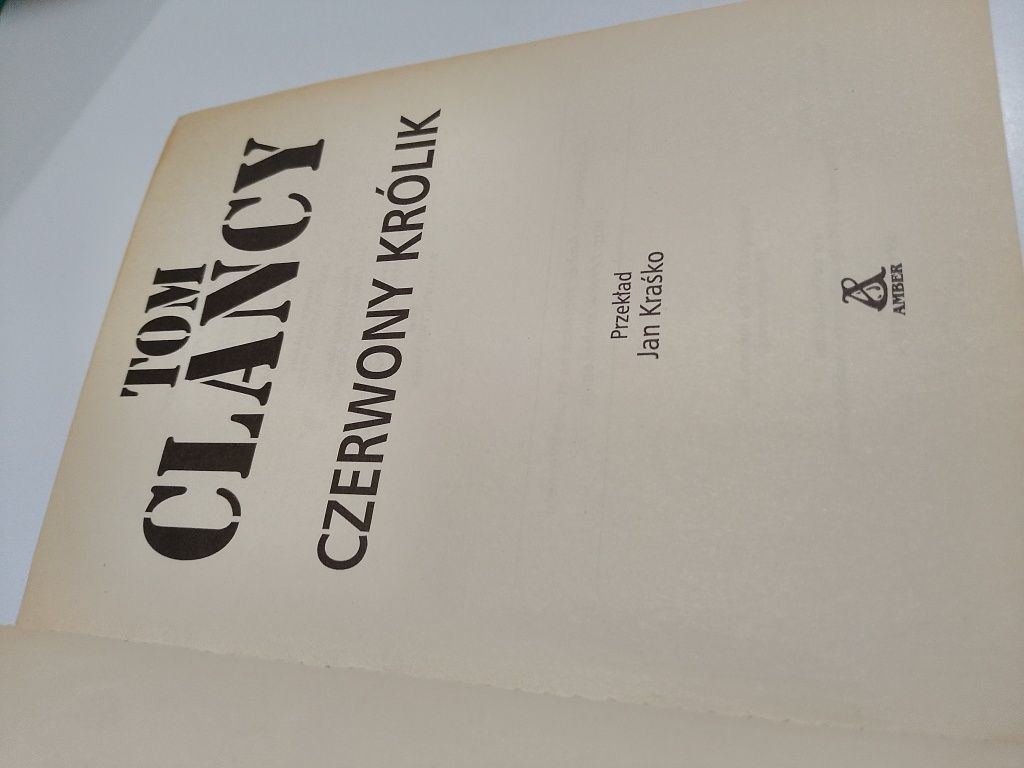 TOM
CLANCY
CZERWONY KRÓLIK
Przekład
Jan Kraśko
AMBER